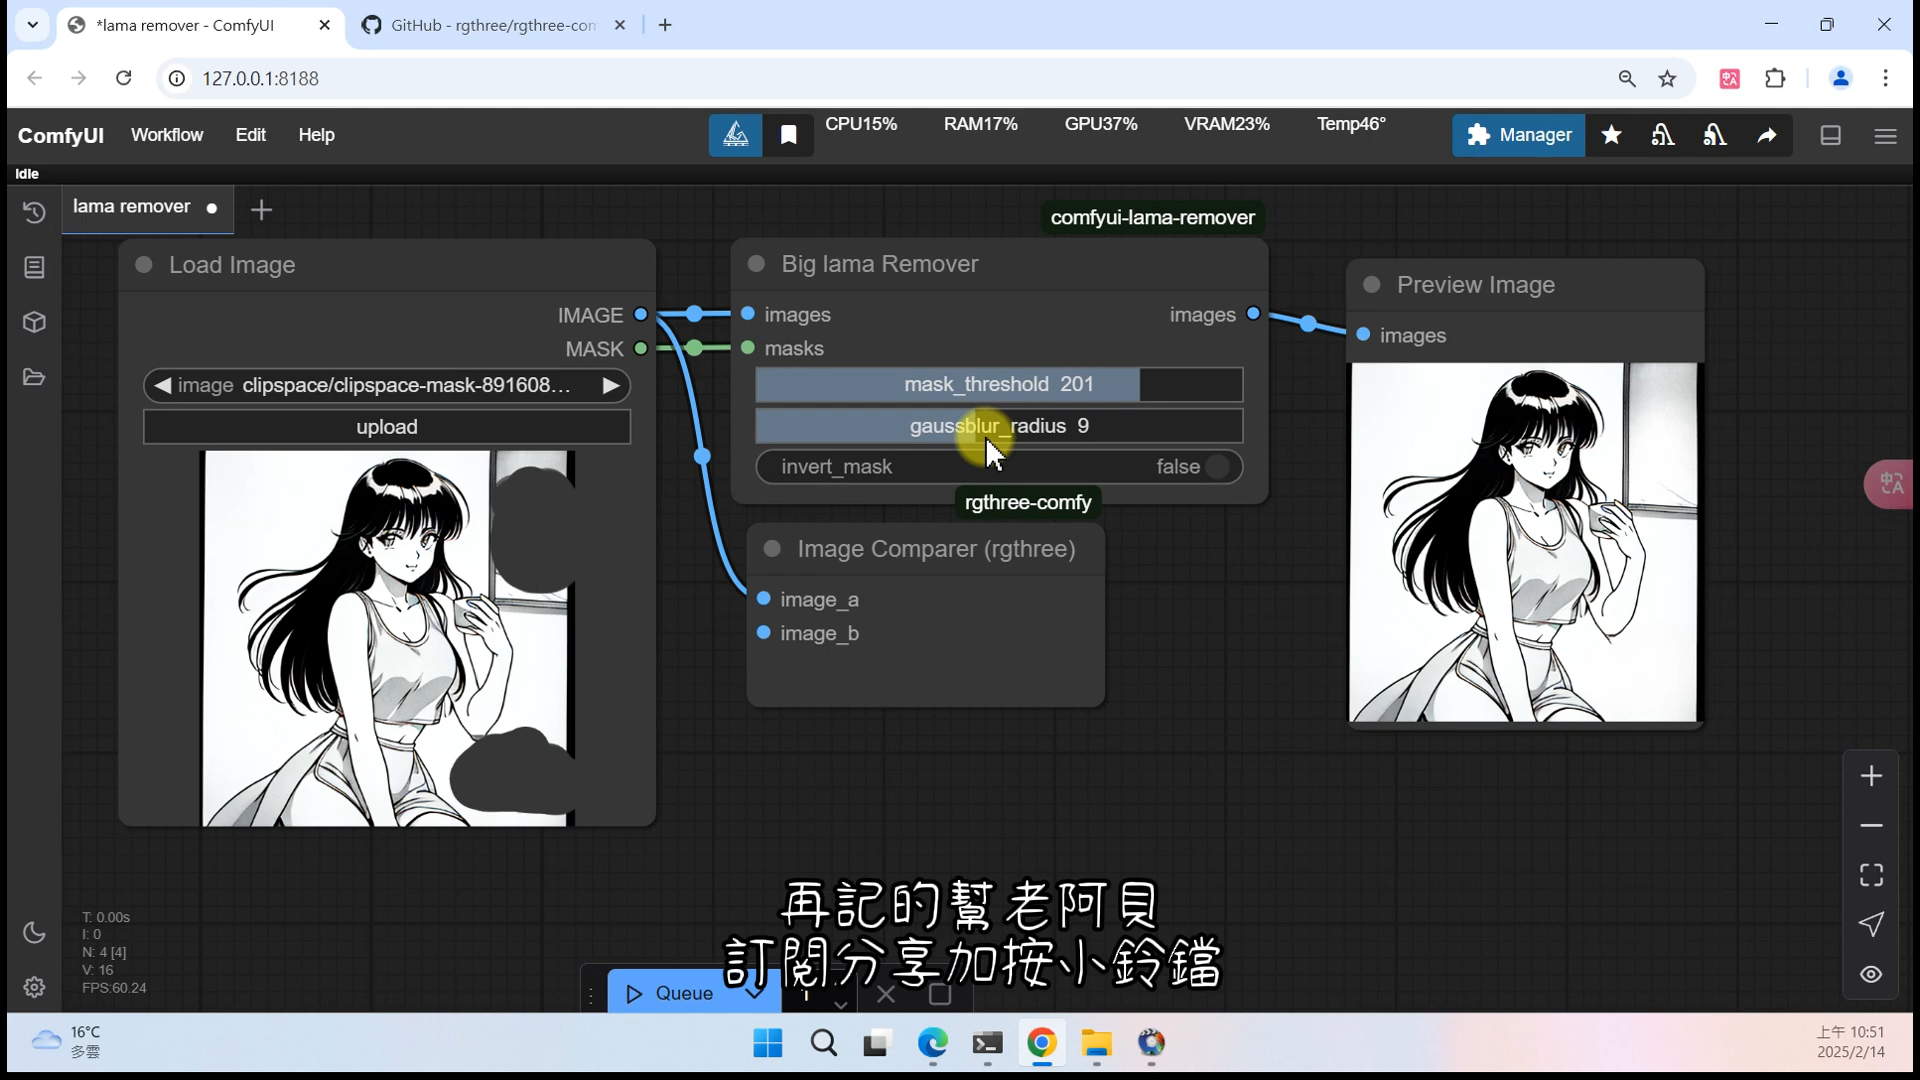 *lama remover - ComfyUI
GitHub - rgthree/rgthree-com
127.0.0.1:8188
ComfyUI
Workflow
Edit
Help
CPU15%
RAM17%
GPU37%
VRAM23%
Temp46°
Manager
Idle
lama remover
comfyui-lama-remover
Load Image
IMAGE
MASK
image clipspace/clipspace-mask-891608...
upload
Big lama Remover
images
images
masks
mask_threshold 201
gaussblur_radius 9
invert_mask
false
rgthree-comfy
Image Comparer (rgthree)
image_a
image_b
Preview Image
images
T: 0.00s
I: 0
N: 4 [4]
V: 16
FPS:60.24
再記的幫老阿貝
訂閱分享加按小鈴鐺
Queue
16°C
多雲
上午 10:51
2025/2/14